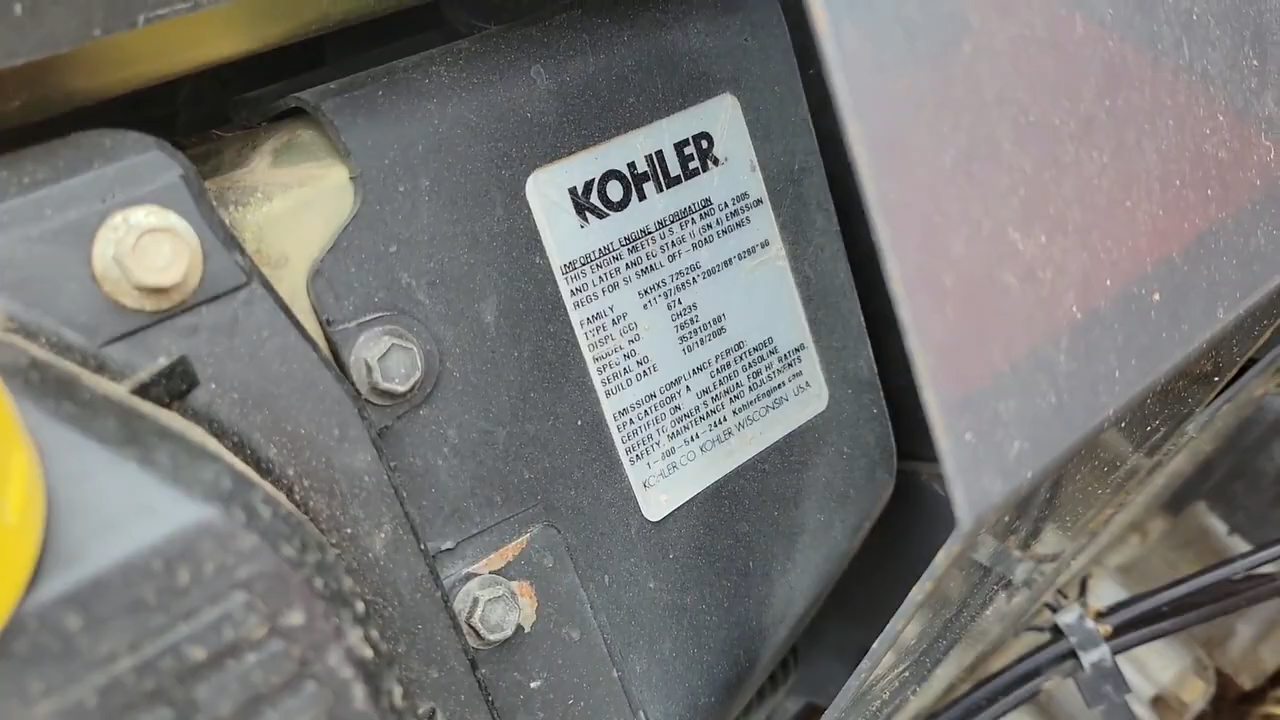 KOHLER
IMPORTANT ENGINE INFORMATION
THIS ENGINE MEETS U.S. EPA AND CA 2005
AND LATER AND EC STAGE II (SN:4) EMISSION
REGS FOR SI SMALL OFF-ROAD ENGINES
FAMILY 5KHXS.7252GC
TYPE APP e11*97/68SA*2002/88*0280*00
DISPL (CC) 674
MODEL NO. CH23S
SPEC NO. 76582
SERIAL NO. 3529101801
BUILD DATE 10/18/2005
EMISSION COMPLIANCE PERIOD:
EPA CATEGORY A CARB EXTENDED
CERTIFIED ON: UNLEADED GASOLINE
REFER TO OWNER'S MANUAL FOR HP RATING,
SAFETY, MAINTENANCE AND ADJUSTMENTS
1-800-544-2444 KohlerEngines.com
KOHLER CO KOHLER WISCONSIN USA